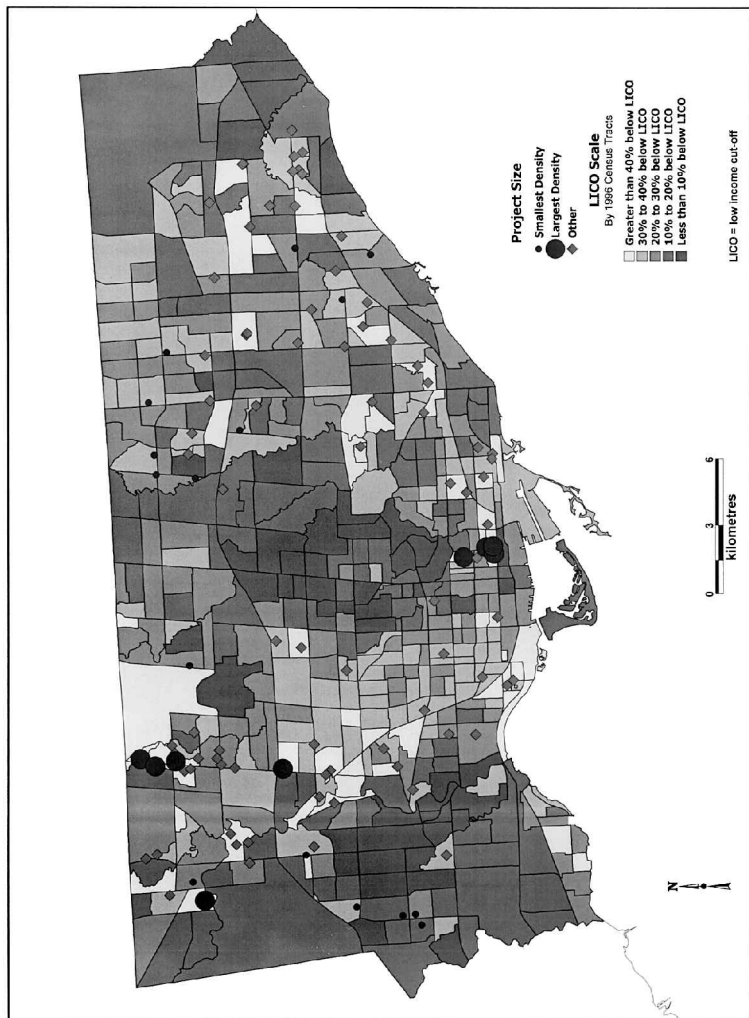 Project Size
Smallest Density
Largest Density
Other
LICO Scale
By 1996 Census Tracts
Greater than 40% below LICO
30% to 40% below LICO
20% to 30% below LICO
10% to 20% below LICO
Less than 10% below LICO
LICO = low income cut-off
0 3 6
kilometres
N